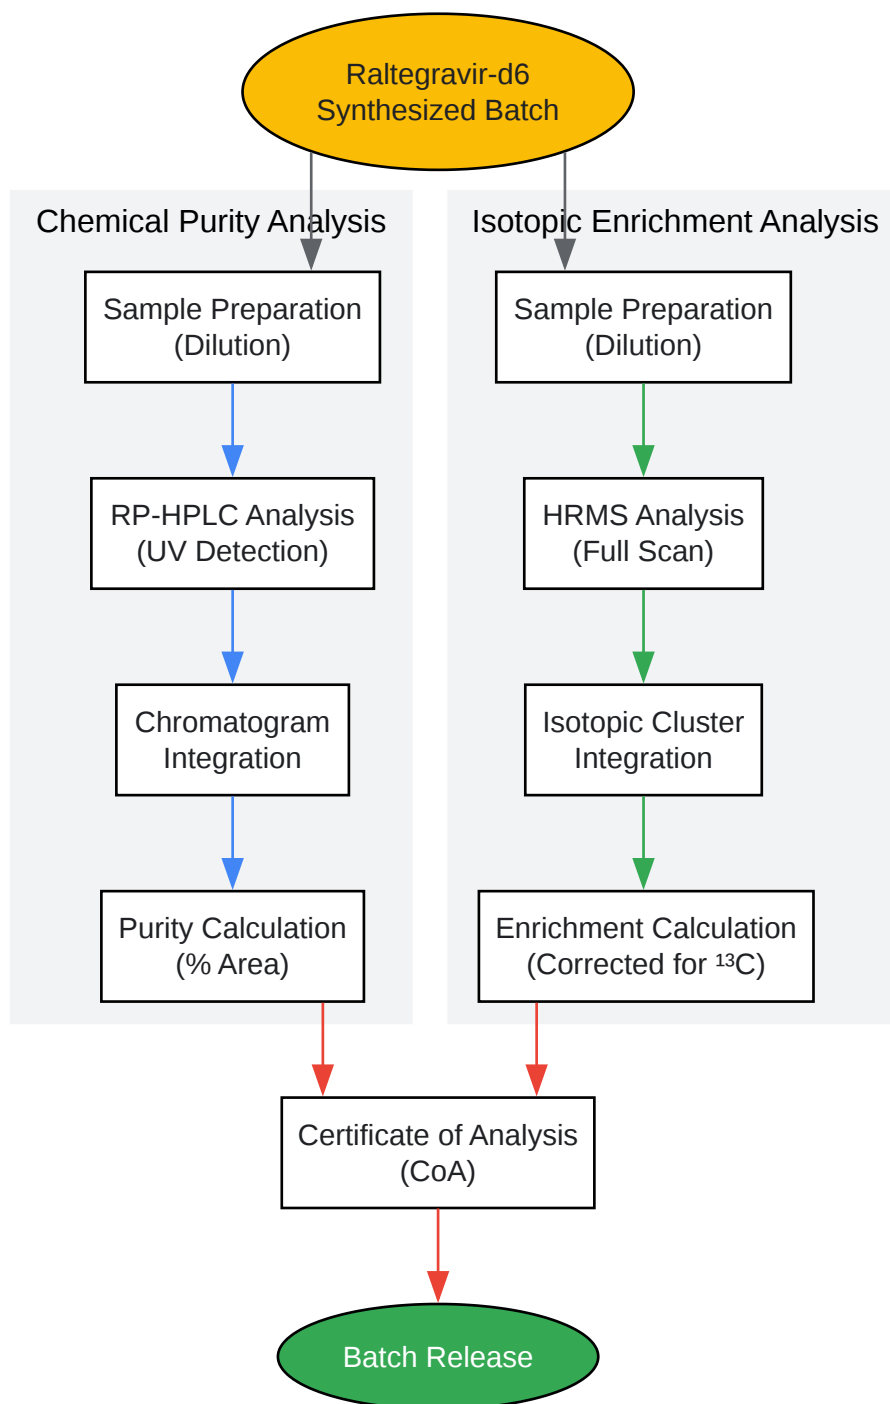 Raltegravir-d6
Synthesized Batch
Chemical Purity Analysis
Sample Preparation
(Dilution)
RP-HPLC Analysis
(UV Detection)
Chromatogram
Integration
Purity Calculation
(% Area)
Isotopic Enrichment Analysis
Sample Preparation
(Dilution)
HRMS Analysis
(Full Scan)
Isotopic Cluster
Integration
Enrichment Calculation
(Corrected for ¹³C)
Certificate of Analysis
(CoA)
Batch Release